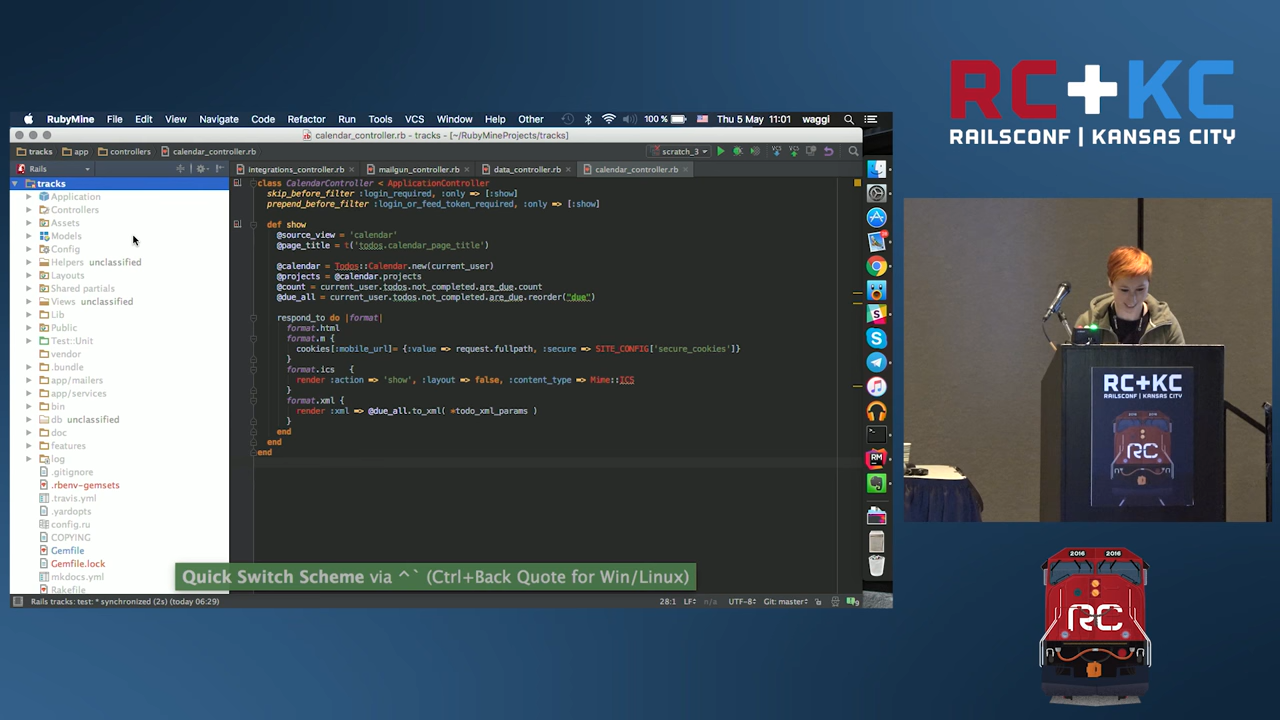 RC+KC
RAILSCONF | KANSAS CITY
RubyMine File Edit View Navigate Code Refactor Run Tools VCS Window Help Other 100 % Thu 5 May 11:01 waggi
calendar_controller.rb - tracks - [~/RubyMineProjects/tracks]
tracks app controllers calendar_controller.rb scratch_3
Rails integrations_controller.rb mailgun_controller.rb data_controller.rb calendar_controller.rb
tracks
Application
Controllers
Assets
Models
Config
Helpers unclassified
Layouts
Shared partials
Views unclassified
Lib
Public
Test::Unit
vendor
.bundle
app/mailers
app/services
bin
db unclassified
doc
features
log
.gitignore
.rbenv-gemsets
.travis.yml
.yardopts
config.ru
COPYING
Gemfile
Gemfile.lock
mkdocs.yml
Rakefile
class CalendarController < ApplicationController
skip_before_filter :login_required, :only => [:show]
prepend_before_filter :login_or_feed_token_required, :only => [:show]
def show
@source_view = 'calendar'
@page_title = t('todos.calendar_page_title')
@calendar = Todos::Calendar.new(current_user)
@projects = @calendar.projects
@count = current_user.todos.not_completed.are_due.count
@due_all = current_user.todos.not_completed.are_due.reorder("due")
respond_to do |format|
format.html
format.m {
cookies[:mobile_url]= {:value => request.fullpath, :secure => SITE_CONFIG['secure_cookies']}
}
format.ics {
render :action => 'show', :layout => false, :content_type => Mime::ICS
}
format.xml {
render :xml => @due_all.to_xml( *todo_xml_params )
}
end
end
end
Quick Switch Scheme via ^` (Ctrl+Back Quote for Win/Linux)
Rails tracks: test: * synchronized (2s) (today 06:29) 28:1 LF÷ n/a UTF-8÷ Git: master÷
RC+KC
RAILSCONF | KANSAS CITY
RC
2016 2016
RC